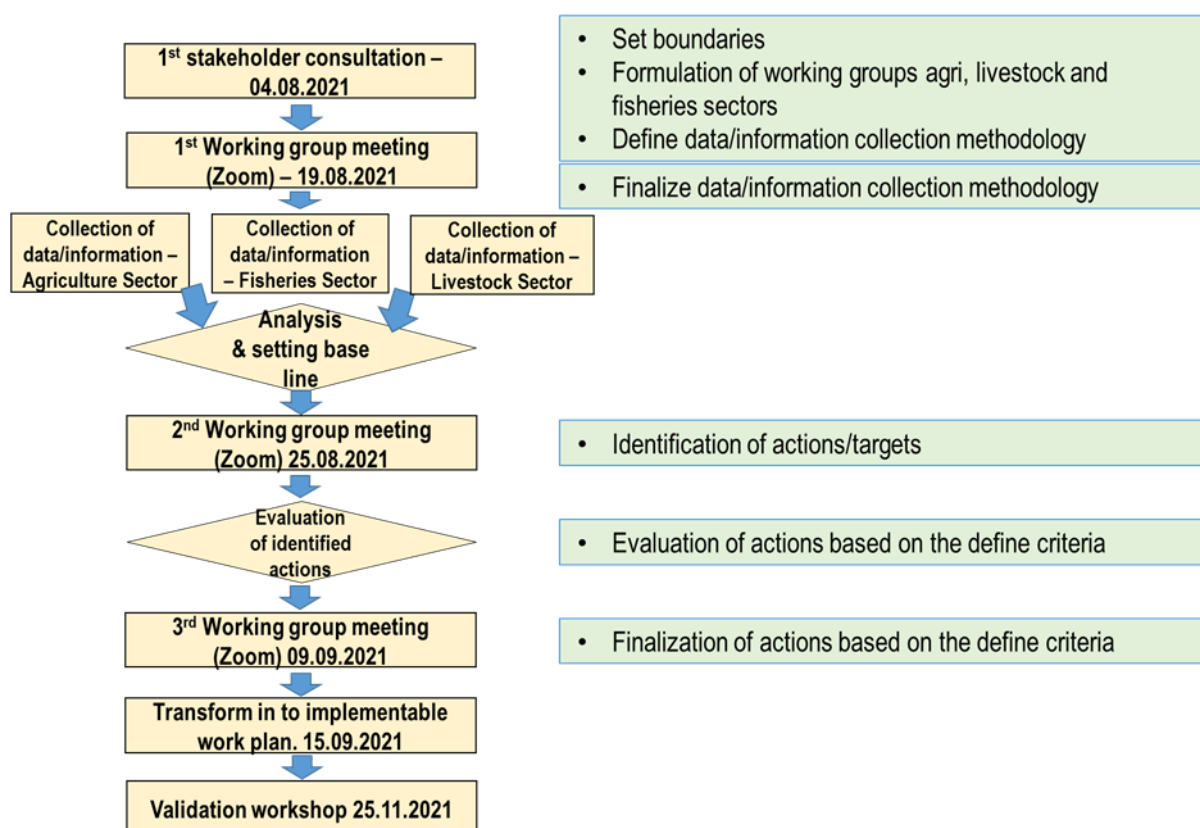 1st stakeholder consultation –
04.08.2021
• Set boundaries
• Formulation of working groups agri, livestock and
fisheries sectors
• Define data/information collection methodology
1st Working group meeting
(Zoom) – 19.08.2021
• Finalize data/information collection methodology
Collection of
data/information –
Agriculture Sector
Collection of
data/information
– Fisheries Sector
Collection of
data/information –
Livestock Sector
Analysis
& setting base
line
2nd Working group meeting
(Zoom) 25.08.2021
• Identification of actions/targets
Evaluation
of identified
actions
• Evaluation of actions based on the define criteria
3rd Working group meeting
(Zoom) 09.09.2021
• Finalization of actions based on the define criteria
Transform in to implementable
work plan. 15.09.2021
Validation workshop 25.11.2021